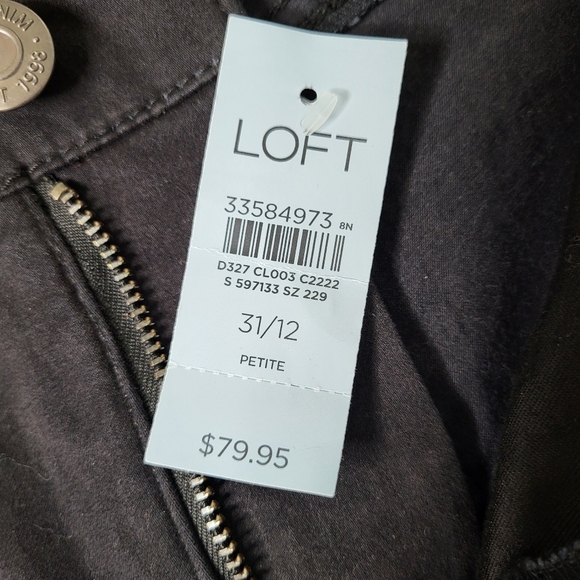 LOFT
33584973 8N
D327 CL003 C2222
S 597133 SZ 229
31/12
PETITE
$79.95
1998